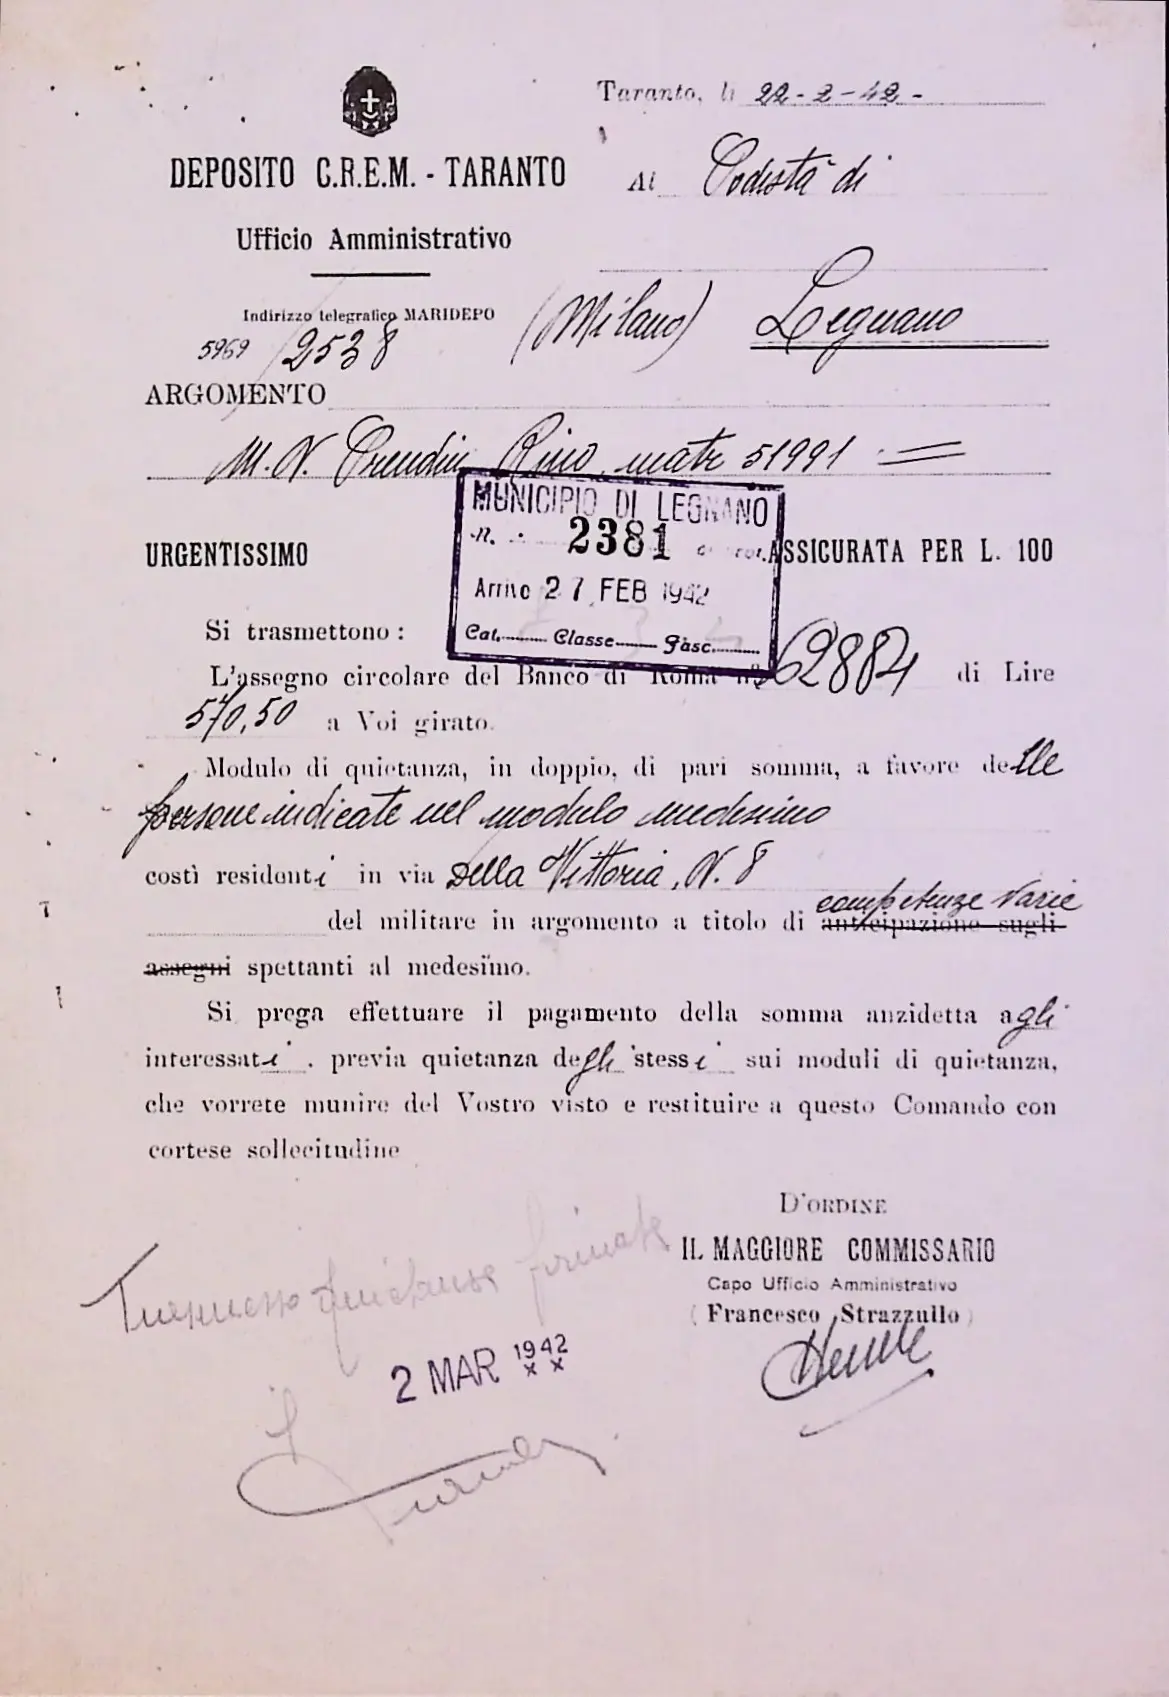 Taranto, li 22-2-42-
DEPOSITO C.R.E.M. - TARANTO
Al Podestà di
Ufficio Amministrativo
Indirizzo telegrafico MARIDEPO
(Milano) Legnano
5969 2538
ARGOMENTO
M.N. Rino matr 51991
MUNICIPIO DI LEGNANO
N. 2381
URGENTISSIMO
ASSICURATA PER L. 100
Arrivo 27 FEB 1942
Cat. Classe Fasc.
Si trasmettono :
L'assegno circolare del Banco di Roma n° 62884 di Lire
570,50 a Voi girato.
Modulo di quietanza, in doppio, di pari somma, a favore delle
persone indicate nel modulo medesimo
costì residenti in via Della Vittoria, N. 8
del militare in argomento a titolo di competenze varie anticipazione sugli
assegni spettanti al medesimo.
Si prega effettuare il pagamento della somma anzidetta agli
interessati. previa quietanza degli stessi sui moduli di quietanza,
che vorrete munire del Vostro visto e restituire a questo Comando con
cortese sollecitudine
D'ORDINE
IL MAGGIORE COMMISSARIO
Capo Ufficio Amministrativo
(Francesco Strazzullo)
Trasmesso quietanze firmate
2 MAR 1942
XX